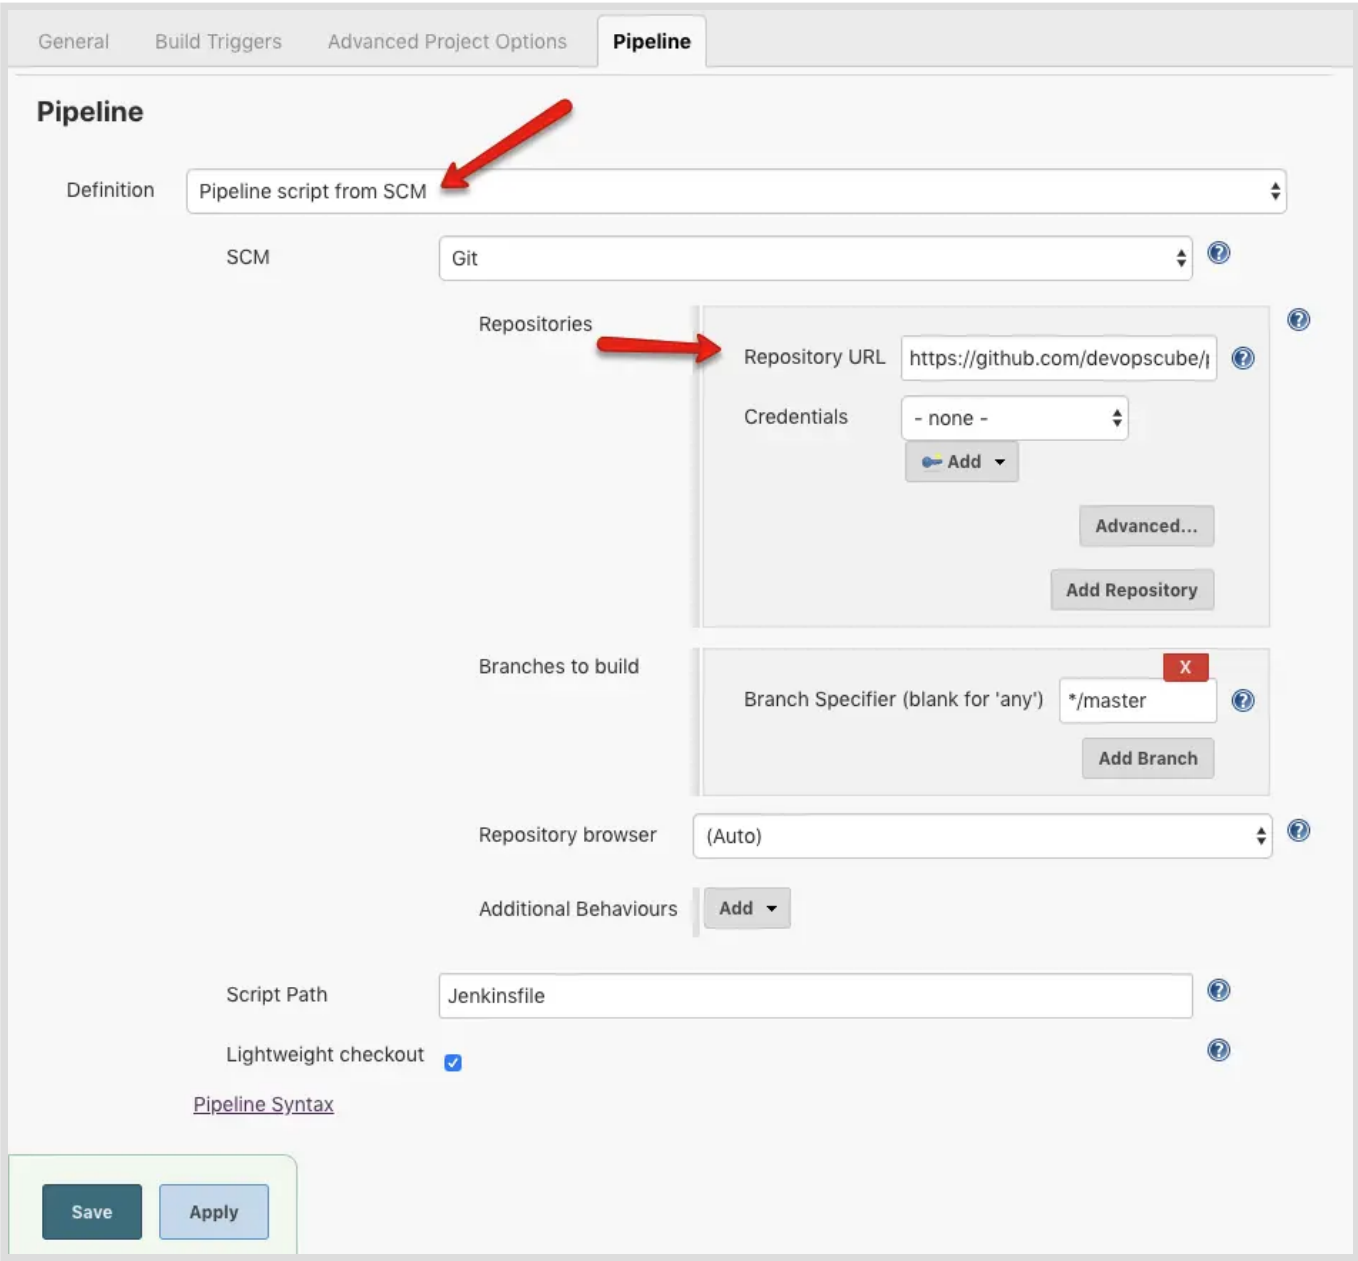 General Build Triggers Advanced Project Options Pipeline
Pipeline
Definition Pipeline script from SCM
SCM Git
Repositories
Repository URL https://github.com/devopscube/
Credentials - none -
Add
Advanced...
Add Repository
Branches to build
X
Branch Specifier (blank for 'any') */master
Add Branch
Repository browser (Auto)
Additional Behaviours Add
Script Path Jenkinsfile
Lightweight checkout
Pipeline Syntax
Save Apply